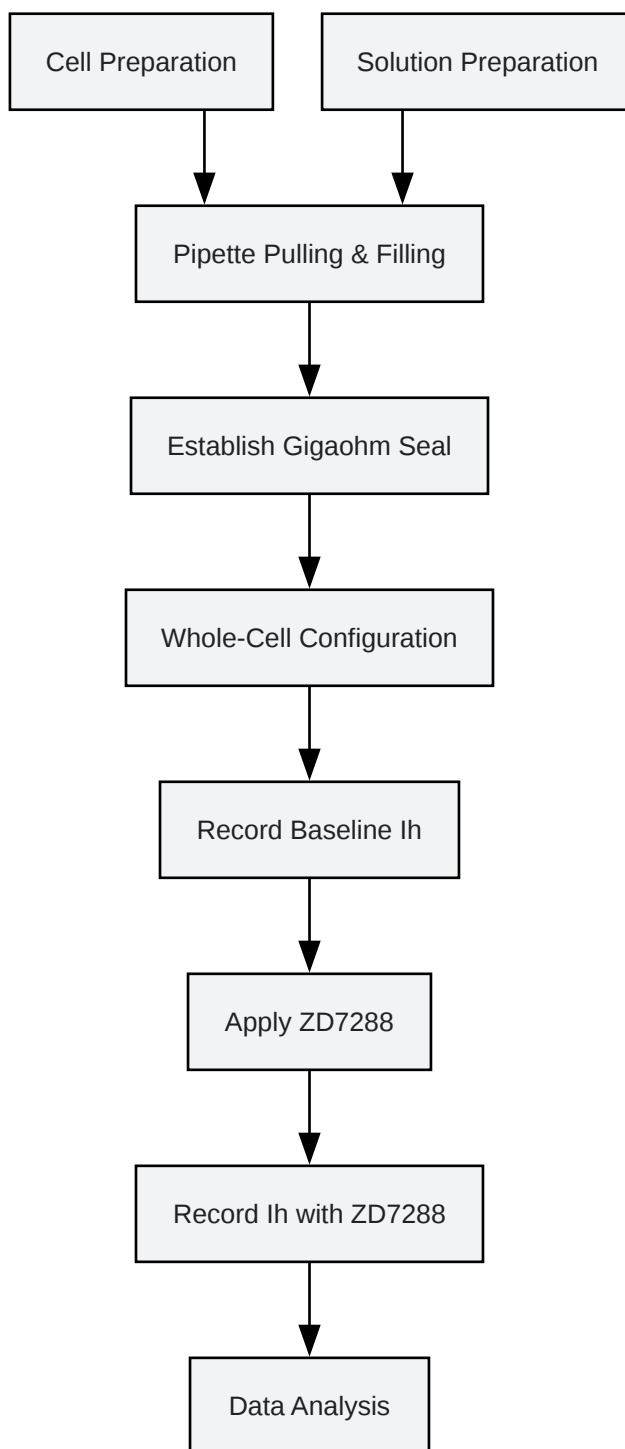 Cell Preparation
Solution Preparation
Pipette Pulling & Filling
Establish Gigaohm Seal
Whole-Cell Configuration
Record Baseline Ih
Apply ZD7288
Record Ih with ZD7288
Data Analysis